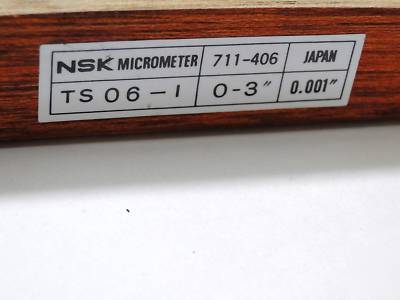 NSK MICROMETER 711-406 JAPAN
TS 06-1 0-3" 0.001"